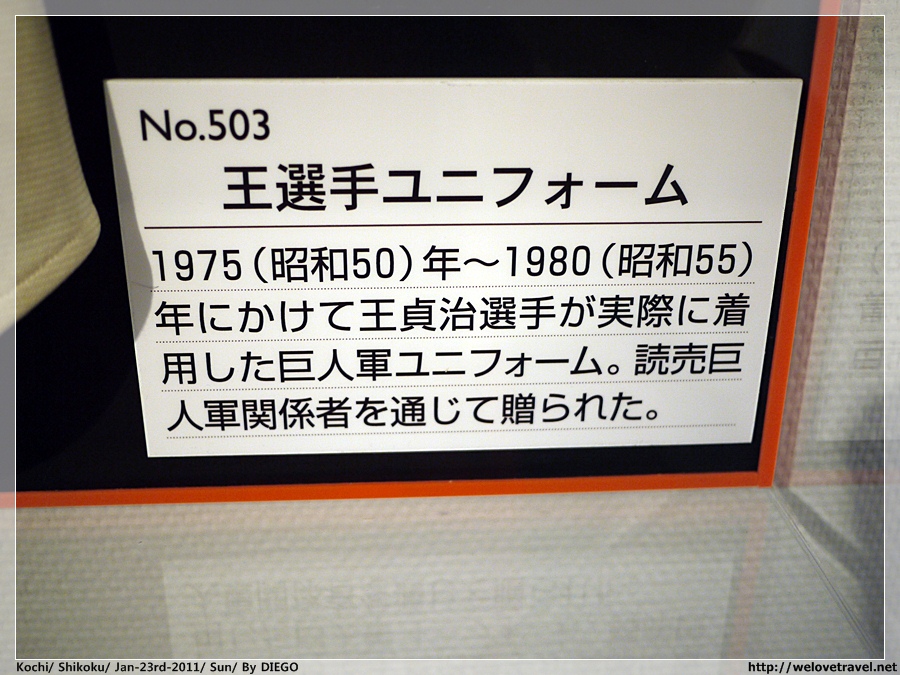 No.503
王選手ユニフォーム
1975（昭和50）年～1980（昭和55）
年にかけて王貞治選手が実際に着
用した巨人軍ユニフォーム。読売巨
人軍関係者を通じて贈られた。
Kochi/ Shikoku/ Jan-23rd-2011/ Sun/ By DIEGO
http://welovetravel.net